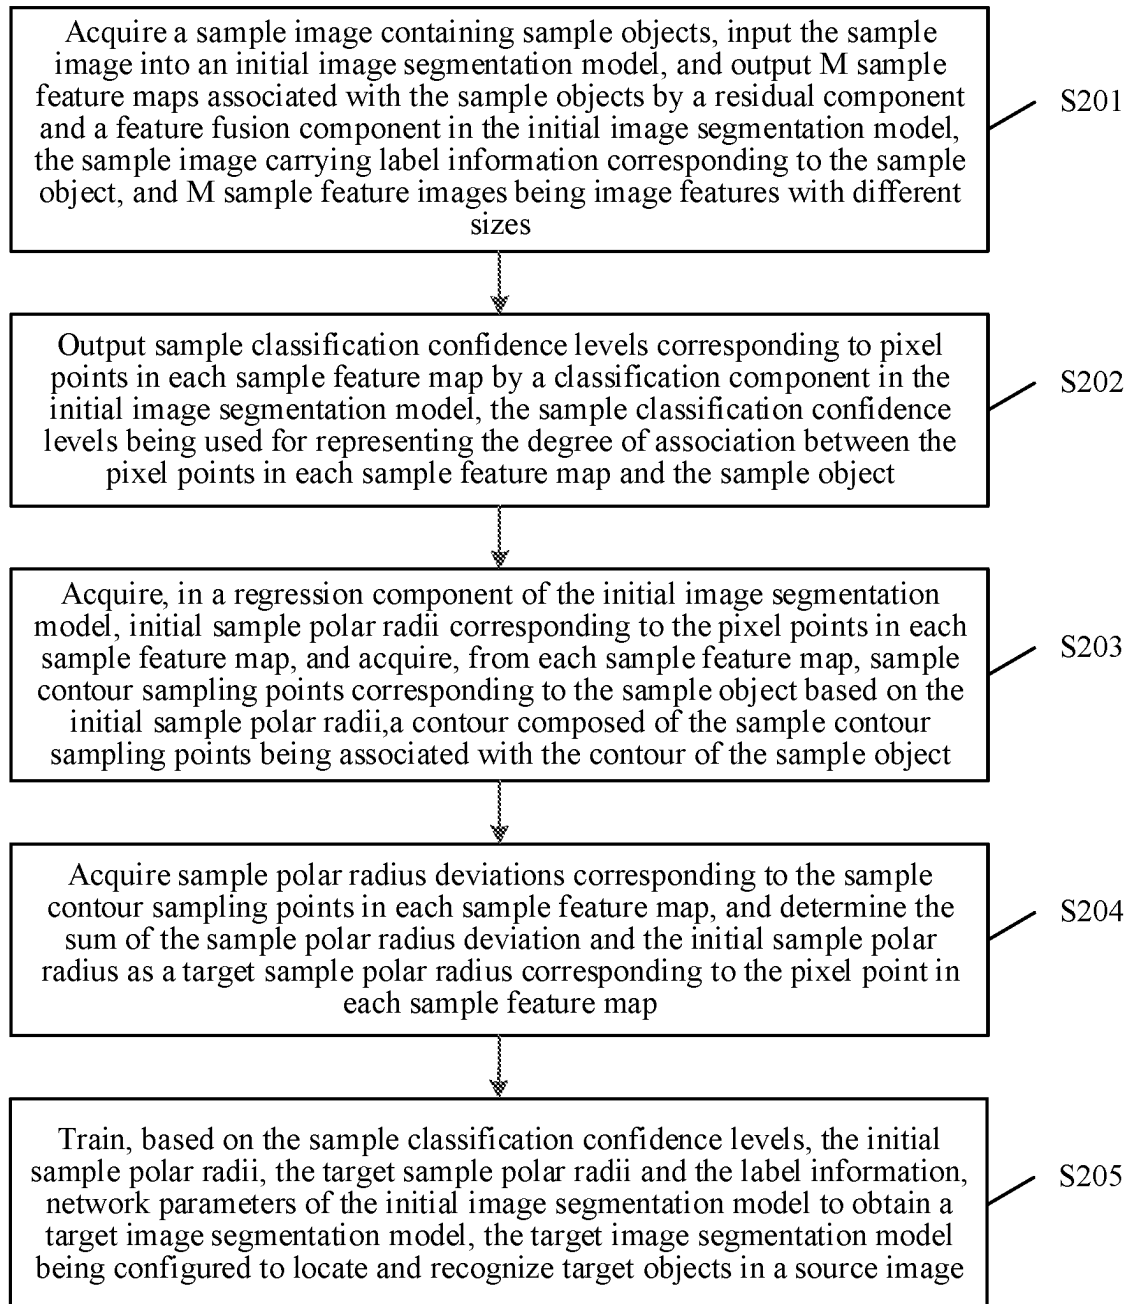 Acquire a sample image containing sample objects, input the sample
image into an initial image segmentation model, and output M sample
feature maps associated with the sample objects by a residual component
and a feature fusion component in the initial image segmentation model,
the sample image carrying label information corresponding to the sample
object, and M sample feature images being image features with different
sizes
S201
Output sample classification confidence levels corresponding to pixel
points in each sample feature map by a classification component in the
initial image segmentation model, the sample classification confidence
levels being used for representing the degree of association between the
pixel points in each sample feature map and the sample object
S202
Acquire, in a regression component of the initial image segmentation
model, initial sample polar radii corresponding to the pixel points in each
sample feature map, and acquire, from each sample feature map, sample
contour sampling points corresponding to the sample object based on the
initial sample polar radii,a contour composed of the sample contour
sampling points being associated with the contour of the sample object
S203
Acquire sample polar radius deviations corresponding to the sample
contour sampling points in each sample feature map, and determine the
sum of the sample polar radius deviation and the initial sample polar
radius as a target sample polar radius corresponding to the pixel point in
each sample feature map
S204
Train, based on the sample classification confidence levels, the initial
sample polar radii, the target sample polar radii and the label information,
network parameters of the initial image segmentation model to obtain a
target image segmentation model, the target image segmentation model
being configured to locate and recognize target objects in a source image
S205